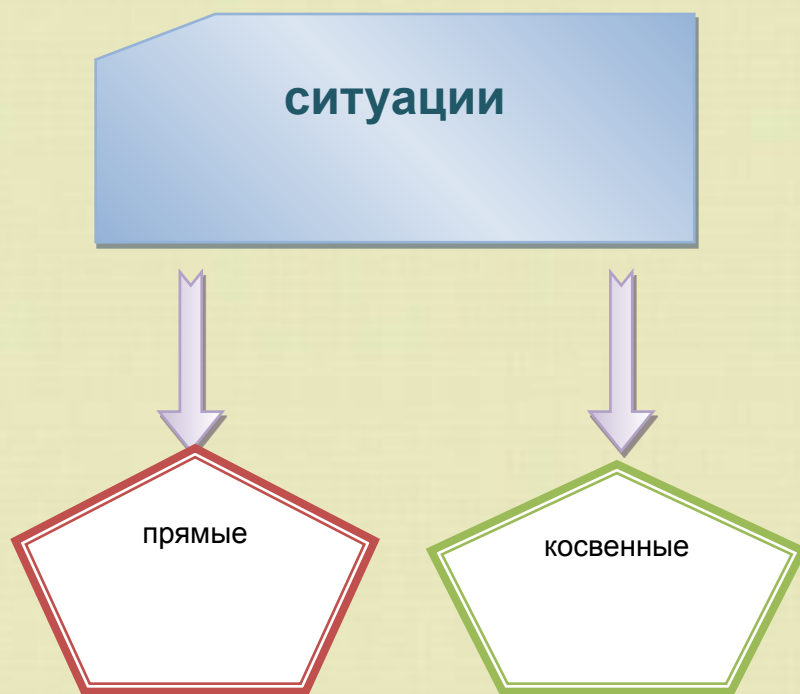 ситуации
прямые
косвенные